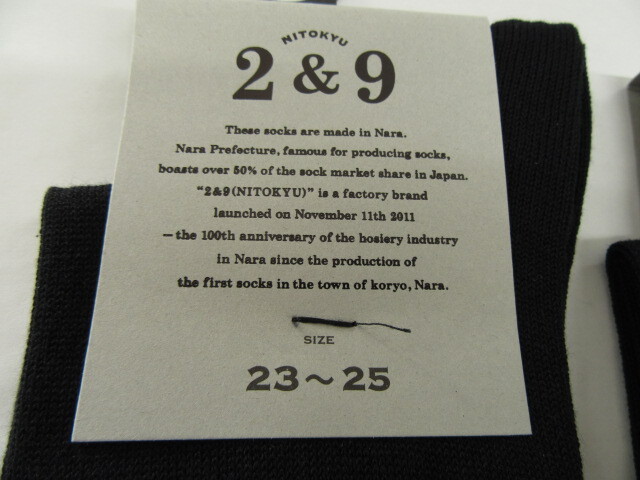 NITOKYU
2 & 9
These socks are made in Nara.
Nara Prefecture, famous for producing socks,
boasts over 50% of the sock market share in Japan.
"2&9(NITOKYU)" is a factory brand
launched on November 11th 2011
—the 100th anniversary of the hosiery industry
in Nara since the production of
the first socks in the town of koryo, Nara.
SIZE
23~25